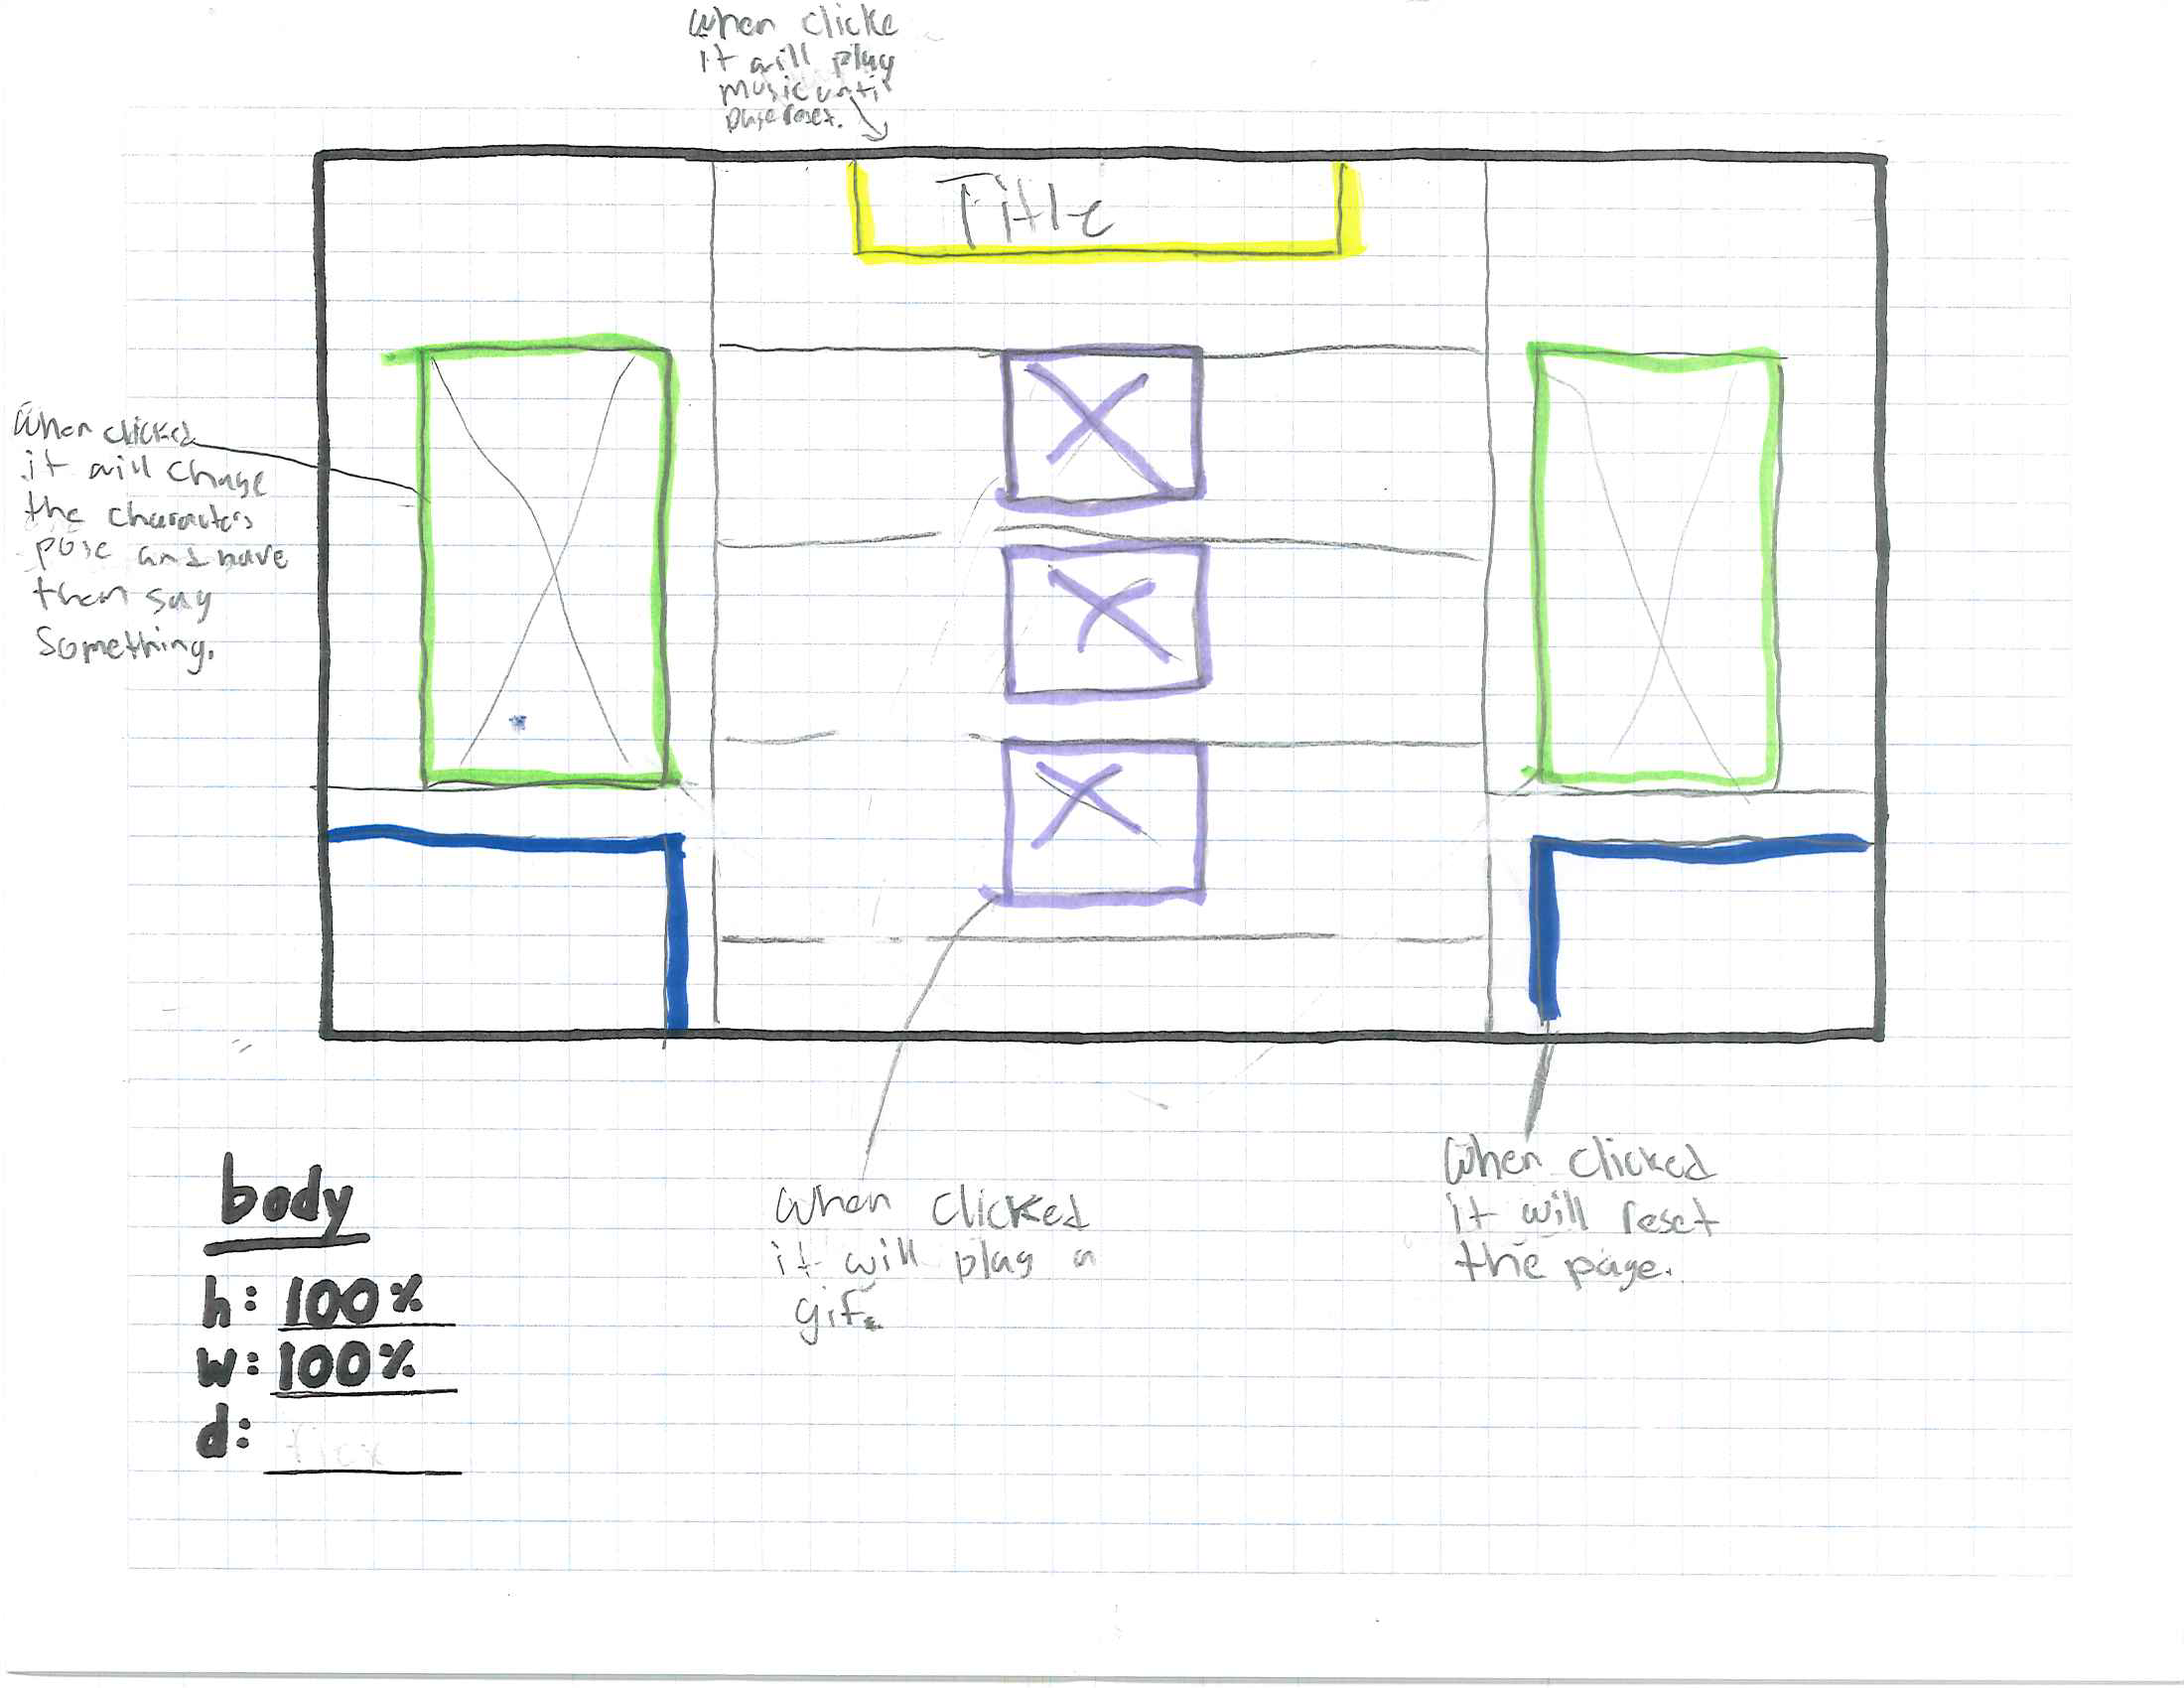 When clicke
it will play
music until
page reset.
Title
When clicked
it will change
the characters
pose and have
them say
something.
When clicked
it will play a
gif.
When clicked
it will reset
the page.
body
h: 100%
w: 100%
d: flex